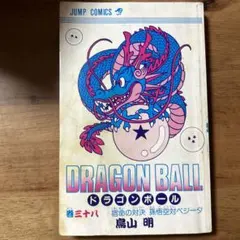 JUMP COMICS
DRAGON BALL
ドラゴンボール
巻三十八
宿命の対決 孫悟空対ベジータ
鳥山明